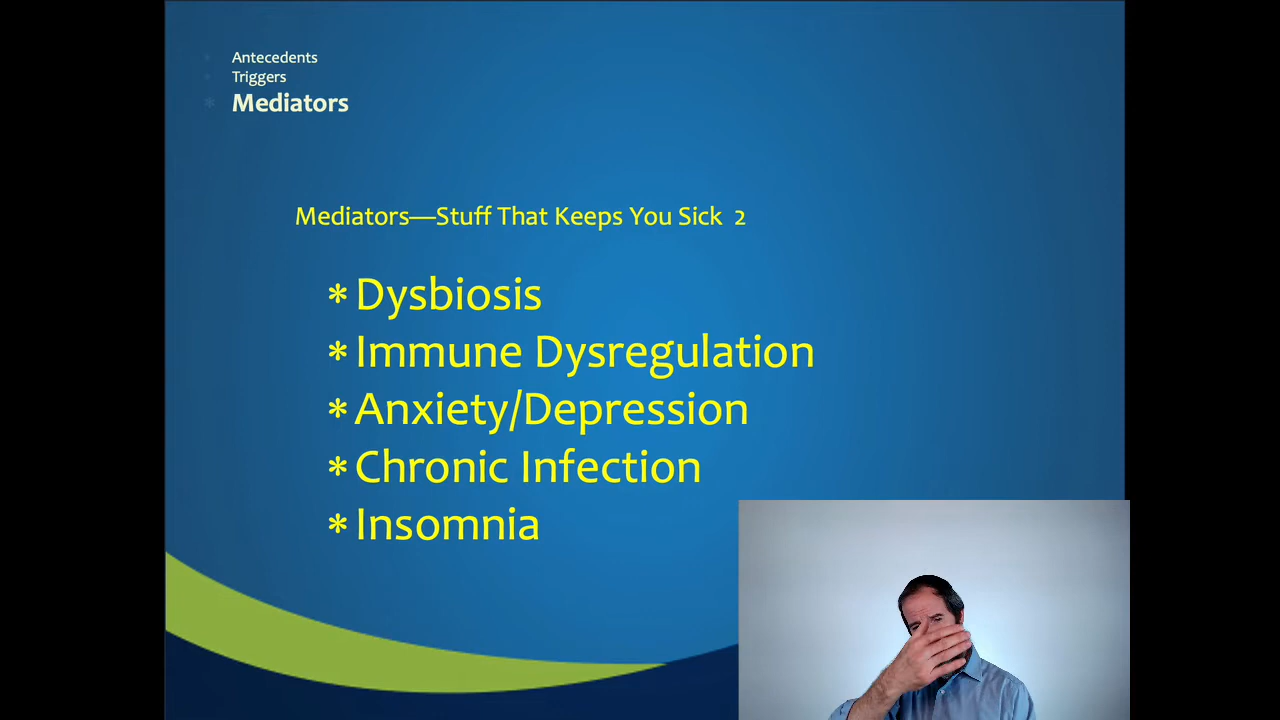 Antecedents
Triggers
* Mediators
Mediators—Stuff That Keeps You Sick 2
* Dysbiosis
* Immune Dysregulation
* Anxiety/Depression
* Chronic Infection
* Insomnia